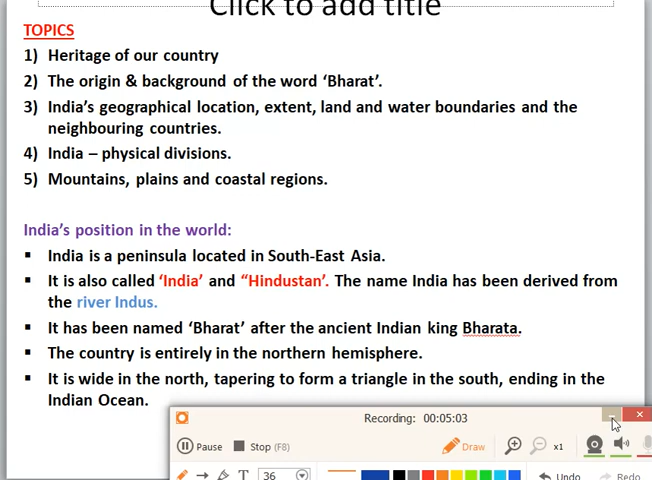 Click to add title
TOPICS
1) Heritage of our country
2) The origin & background of the word ‘Bharat’.
3) India’s geographical location, extent, land and water boundaries and the
neighbouring countries.
4) India – physical divisions.
5) Mountains, plains and coastal regions.
India’s position in the world:
▪ India is a peninsula located in South-East Asia.
▪ It is also called ‘India’ and “Hindustan’. The name India has been derived from
the river Indus.
▪ It has been named ‘Bharat’ after the ancient Indian king Bharata.
▪ The country is entirely in the northern hemisphere.
▪ It is wide in the north, tapering to form a triangle in the south, ending in the
Indian Ocean.
Recording: 00:05:03
Pause Stop (F8) Draw x1
T 36 Undo Redo